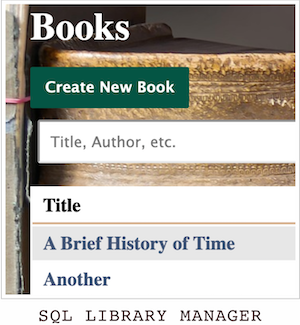 Books
Create New Book
Title, Author, etc.
Title
A Brief History of Time
Another
SQL LIBRARY MANAGER